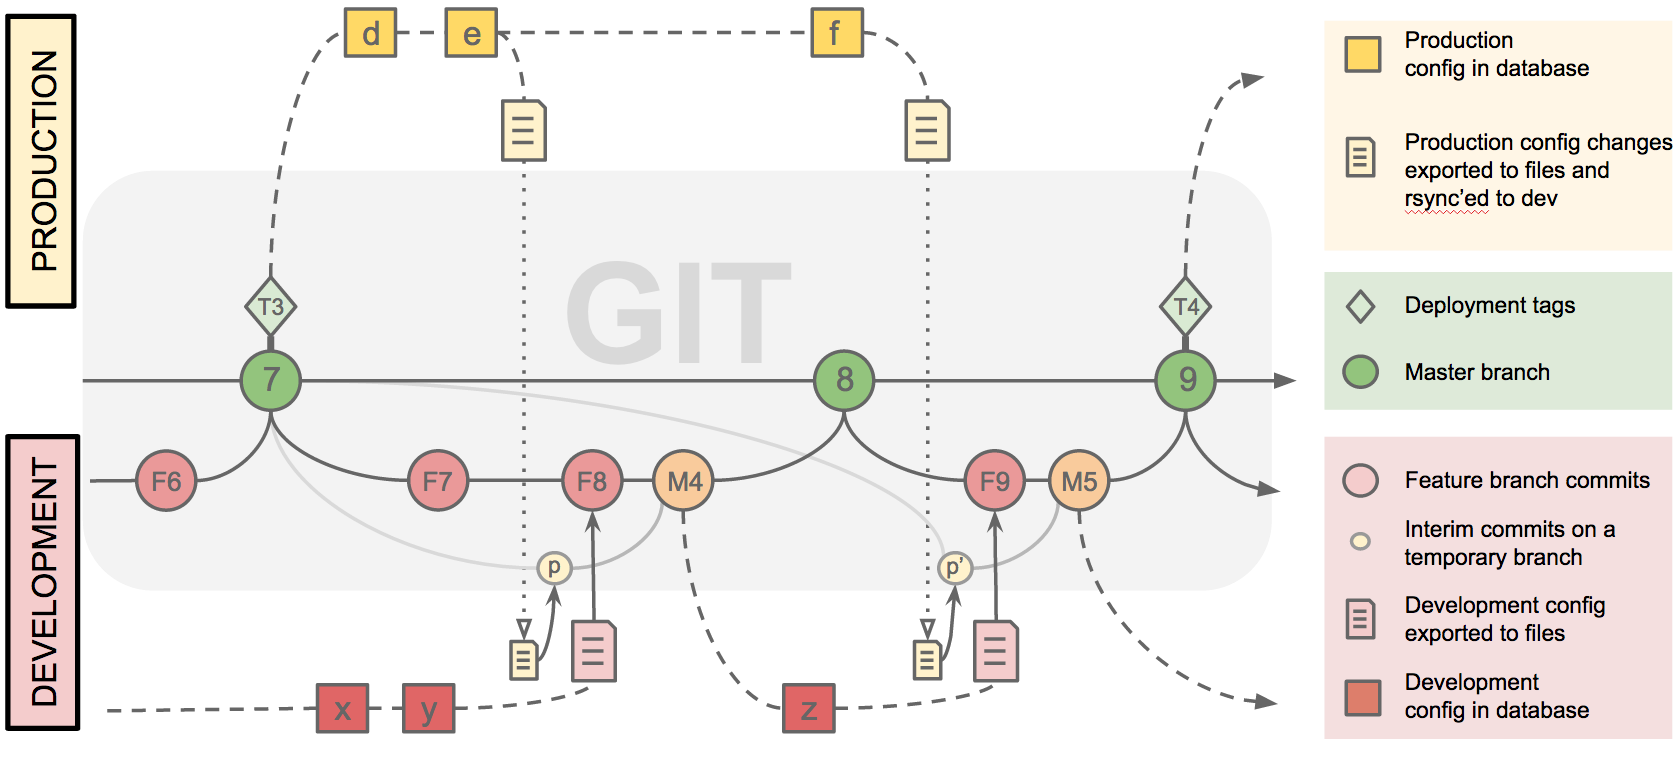 PRODUCTION
d
e
f
T3
GIT
T4
7
8
9
F6
F7
F8
M4
F9
M5
p
p'
DEVELOPMENT
x
y
z
Production
config in database
Production config changes
exported to files and
rsync’ed to dev
Deployment tags
Master branch
Feature branch commits
Interim commits on a
temporary branch
Development config
exported to files
Development
config in database